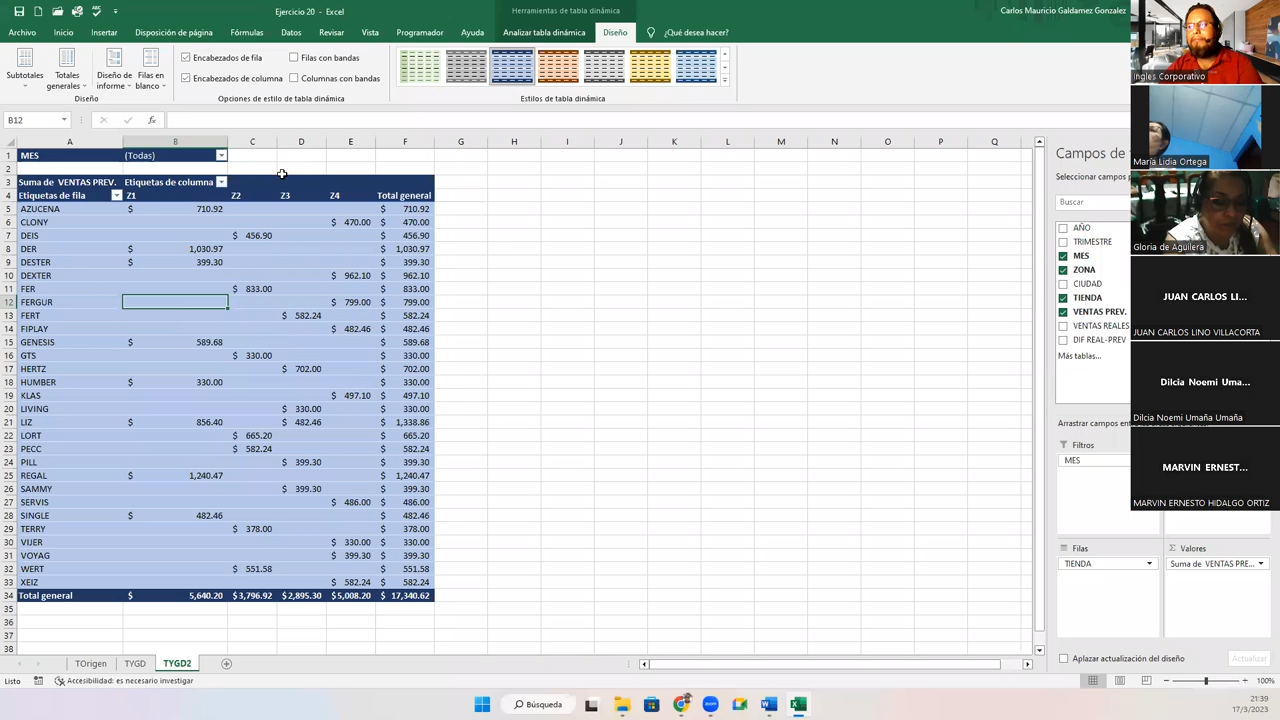 Ejercicio 20 - Excel
Herramientas de tabla dinámica
Carlos Mauricio Galdamez Gonzalez
Archivo Inicio Insertar Disposición de página Fórmulas Datos Revisar Vista Programador Ayuda Analizar tabla dinámica Diseño ¿Qué desea hacer?
Subtotales Totales generales Diseño de informe Filas en blanco
Encabezados de fila Filas con bandas
Encabezados de columna Columnas con bandas
Diseño Opciones de estilo de tabla dinámica Estilos de tabla dinámica
B12 fx
A B C D E F G H I J K L M N O P Q
1 MES (Todas)
2
3 Suma de VENTAS PREV. Etiquetas de columna
4 Etiquetas de fila Z1 Z2 Z3 Z4 Total general
5 AZUCENA $ 710.92 $ 710.92
6 CLONY $ 470.00 $ 470.00
7 DEIS $ 456.90 $ 456.90
8 DER $ 1,030.97 $ 1,030.97
9 DESTER $ 399.30 $ 399.30
10 DEXTER $ 962.10 $ 962.10
11 FER $ 833.00 $ 833.00
12 FERGUR $ 799.00 $ 799.00
13 FERT $ 582.24 $ 582.24
14 FIPLAY $ 482.46 $ 482.46
15 GENESIS $ 589.68 $ 589.68
16 GTS $ 330.00 $ 330.00
17 HERTZ $ 702.00 $ 702.00
18 HUMBER $ 330.00 $ 330.00
19 KLAS $ 497.10 $ 497.10
20 LIVING $ 330.00 $ 330.00
21 LIZ $ 856.40 $ 482.46 $ 1,338.86
22 LORT $ 665.20 $ 665.20
23 PECC $ 582.24 $ 582.24
24 PILL $ 399.30 $ 399.30
25 REGAL $ 1,240.47 $ 1,240.47
26 SAMMY $ 399.30 $ 399.30
27 SERVIS $ 486.00 $ 486.00
28 SINGLE $ 482.46 $ 482.46
29 TERRY $ 378.00 $ 378.00
30 VIJER $ 330.00 $ 330.00
31 VOYAG $ 399.30 $ 399.30
32 WERT $ 551.58 $ 551.58
33 XEIZ $ 582.24 $ 582.24
34 Total general $ 5,640.20 $3,796.92 $2,895.30 $5,008.20 $ 17,340.62
35
36
37
38
Campos de
Seleccionar campos
Buscar
AÑO
TRIMESTRE
MES
ZONA
CIUDAD
TIENDA
VENTAS PREV.
VENTAS REALES
DIF REAL-PREV
Más tablas...
Arrastrar campos
Filtros
MES
Filas Σ Valores
TIENDA Suma de VENTAS PRE...
Aplazar actualización del diseño Actualizar
Ingles Corporativo
María Lidia Ortega
Gloria de Aguilera
JUAN CARLOS LI...
JUAN CARLOS LINO VILLACORTA
Dilcia Noemi Uma...
Dilcia Noemi Umaña Umaña
MARVIN ERNEST...
MARVIN ERNESTO HIDALGO ORTIZ
TOrigen TYGD TYGD2
Listo Accesibilidad: es necesario investigar 100%
Búsqueda
21:39
17/3/2023